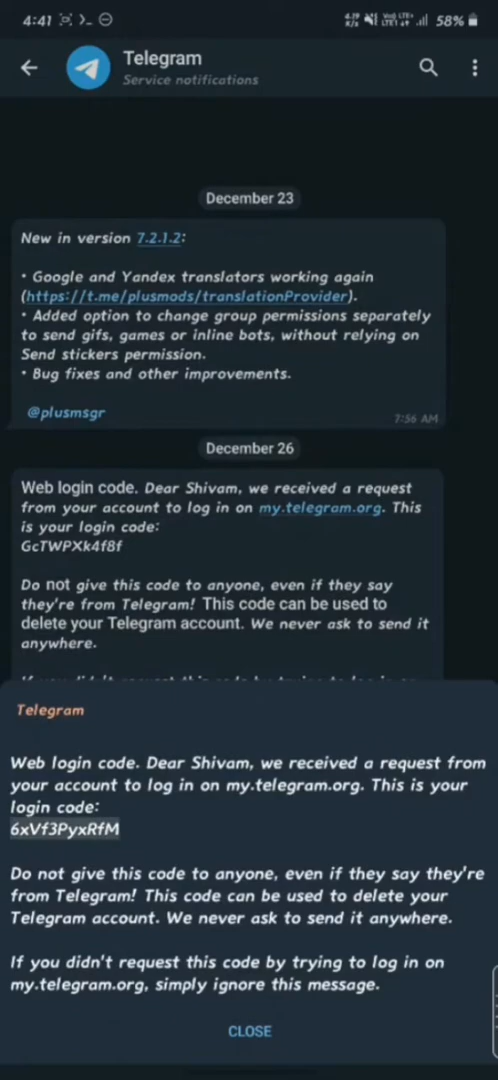 4:41
58%
Telegram
Service notifications
December 23
New in version 7.2.1.2:
• Google and Yandex translators working again
(https://t.me/plusmods/translationProvider).
• Added option to change group permissions separately
to send gifs, games or inline bots, without relying on
Send stickers permission.
• Bug fixes and other improvements.
@plusmsgr
7:56 AM
December 26
Web login code. Dear Shivam, we received a request
from your account to log in on my.telegram.org. This
is your login code:
GcTWPXk4f8f
Do not give this code to anyone, even if they say
they're from Telegram! This code can be used to
delete your Telegram account. We never ask to send it
anywhere.
Telegram
Web login code. Dear Shivam, we received a request from
your account to log in on my.telegram.org. This is your
login code:
6xVf3PyxRfM
Do not give this code to anyone, even if they say they're
from Telegram! This code can be used to delete your
Telegram account. We never ask to send it anywhere.
If you didn't request this code by trying to log in on
my.telegram.org, simply ignore this message.
CLOSE